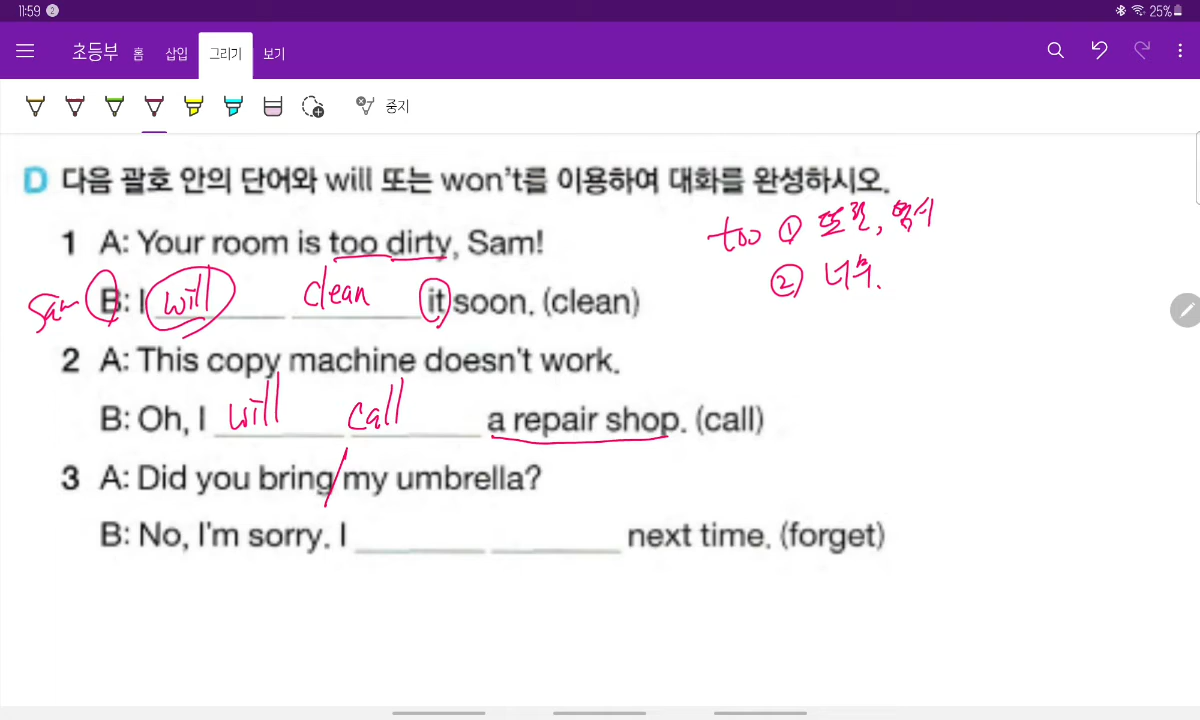 11:59 2 25%
초등부 홈 삽입 그리기 보기
중지
D 다음 괄호 안의 단어와 will 또는 won't를 이용하여 대화를 완성하시오.
too ① 또한, 역시
② 너무.
1 A: Your room is too dirty, Sam!
Sam B: I will clean it soon. (clean)
2 A: This copy machine doesn't work.
B: Oh, I will call a repair shop. (call)
3 A: Did you bring/my umbrella?
B: No, I'm sorry. I ______ ______ next time. (forget)